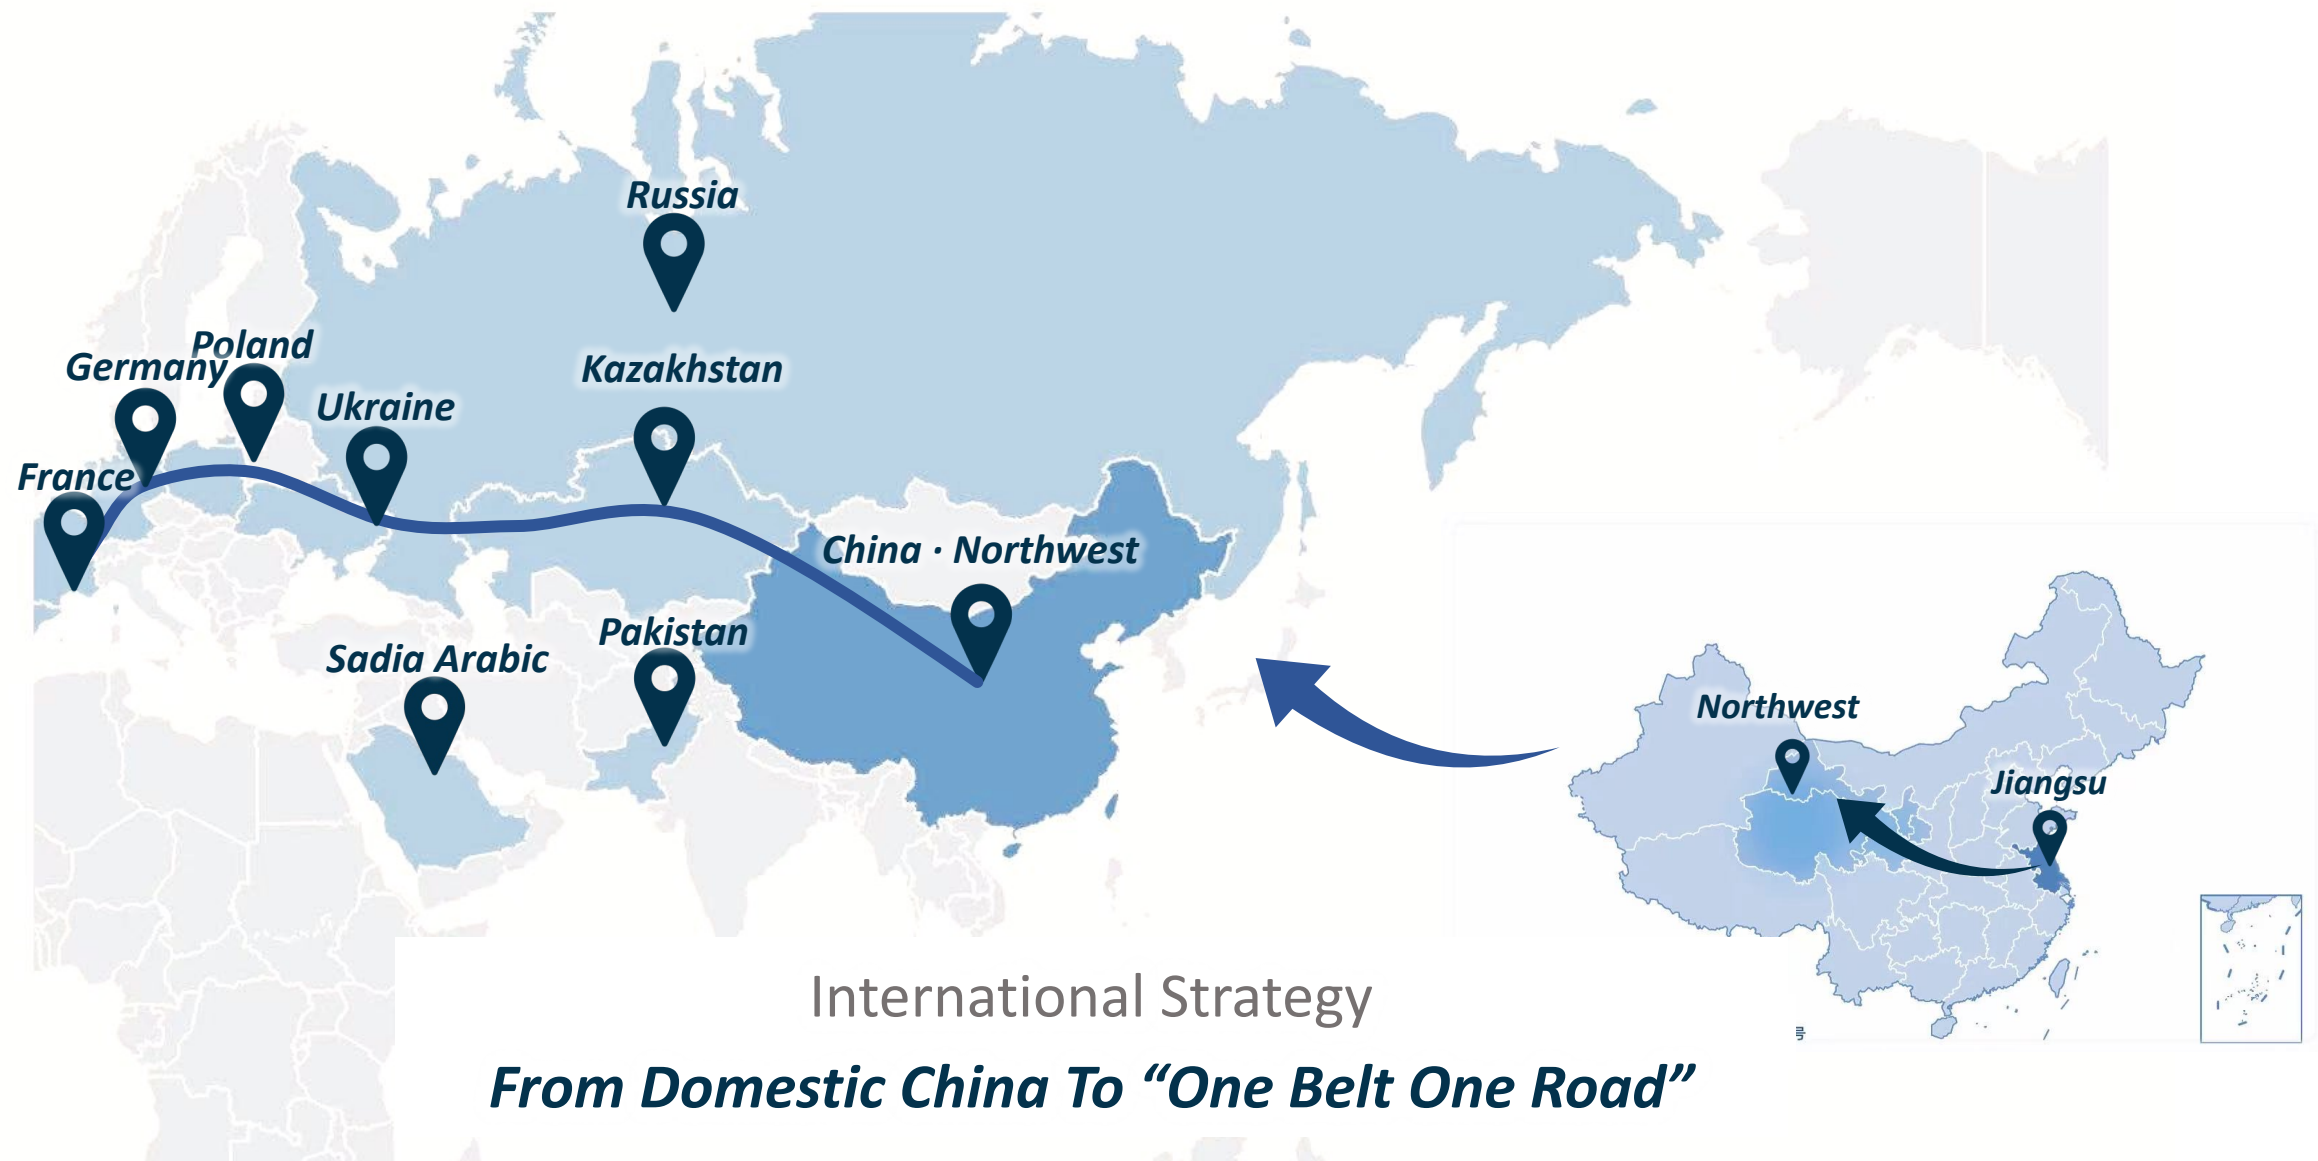 Russia
Poland
Germany
Kazakhstan
Ukraine
France
China · Northwest
Pakistan
Sadia Arabic
Northwest
Jiangsu
International Strategy
From Domestic China To “One Belt One Road”